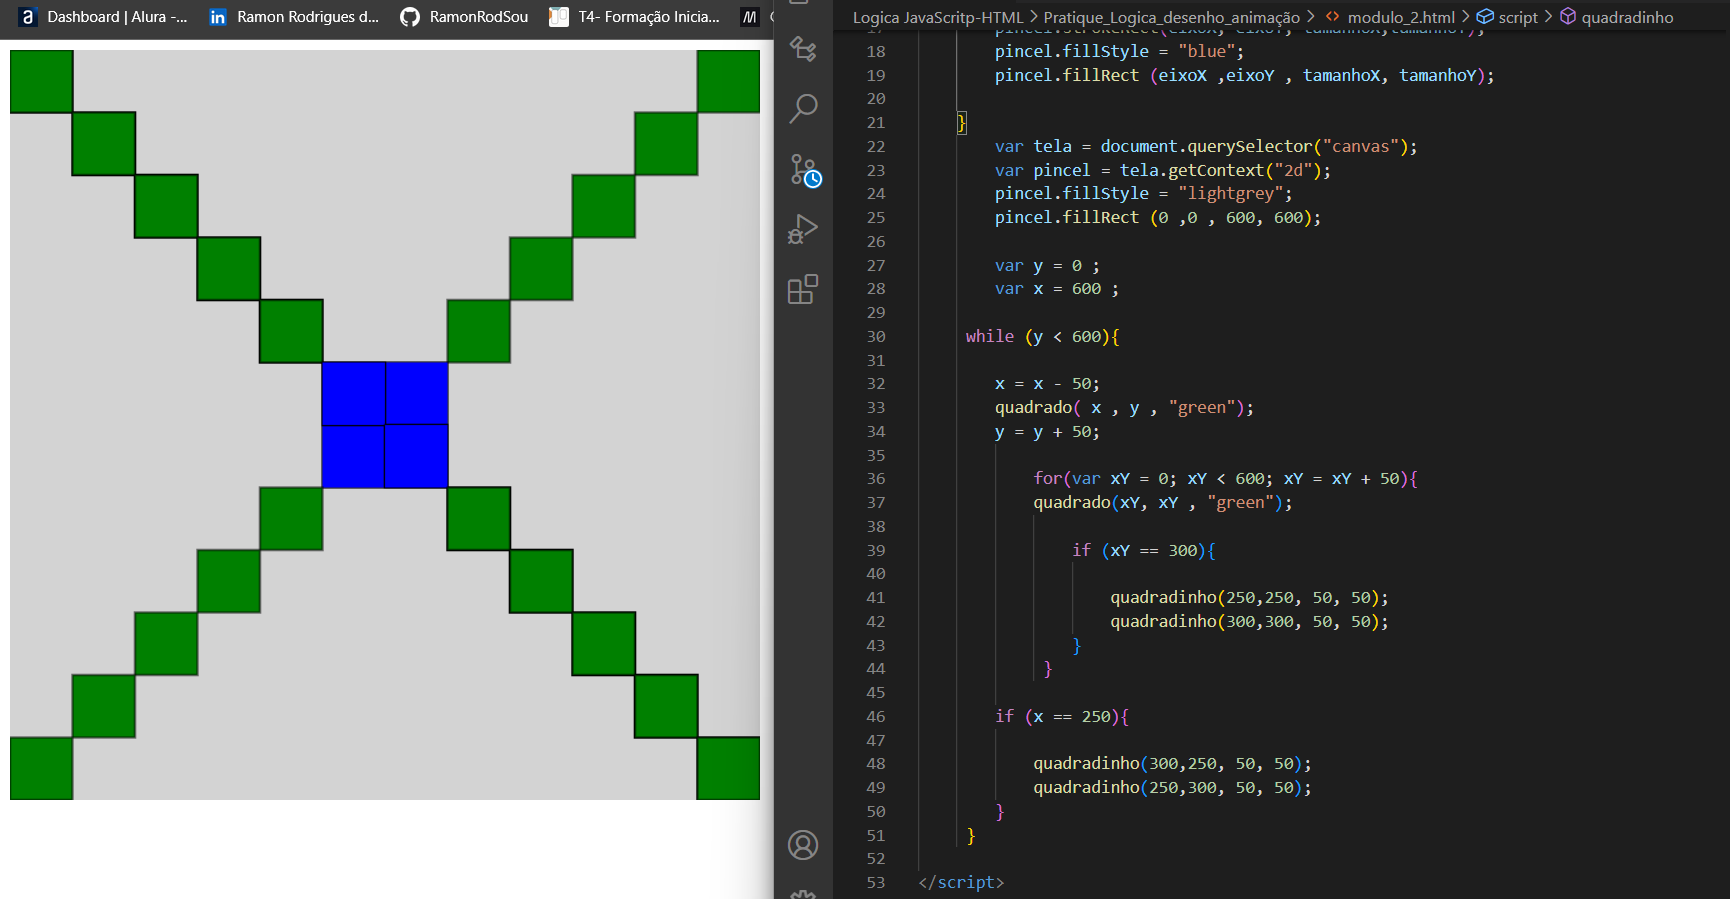 Dashboard | Alura -...
Ramon Rodrigues d...
RamonRodSou
T4- Formação Inicia...
Logica JavaScritp-HTML > Pratique_Logica_desenho_animação > modulo_2.html > script > quadradinho
17 pincel.strokeRect(eixoX, eixoY, tamanhoX,tamanhoY);
18 pincel.fillStyle = "blue";
19 pincel.fillRect (eixoX ,eixoY , tamanhoX, tamanhoY);
20
21 }
22 var tela = document.querySelector("canvas");
23 var pincel = tela.getContext("2d");
24 pincel.fillStyle = "lightgrey";
25 pincel.fillRect (0 ,0 , 600, 600);
26
27 var y = 0 ;
28 var x = 600 ;
29
30 while (y < 600){
31
32 x = x - 50;
33 quadrado( x , y , "green");
34 y = y + 50;
35
36 for(var xY = 0; xY < 600; xY = xY + 50){
37 quadrado(xY, xY , "green");
38
39 if (xY == 300){
40
41 quadradinho(250,250, 50, 50);
42 quadradinho(300,300, 50, 50);
43 }
44 }
45
46 if (x == 250){
47
48 quadradinho(300,250, 50, 50);
49 quadradinho(250,300, 50, 50);
50 }
51 }
52
53 </script>